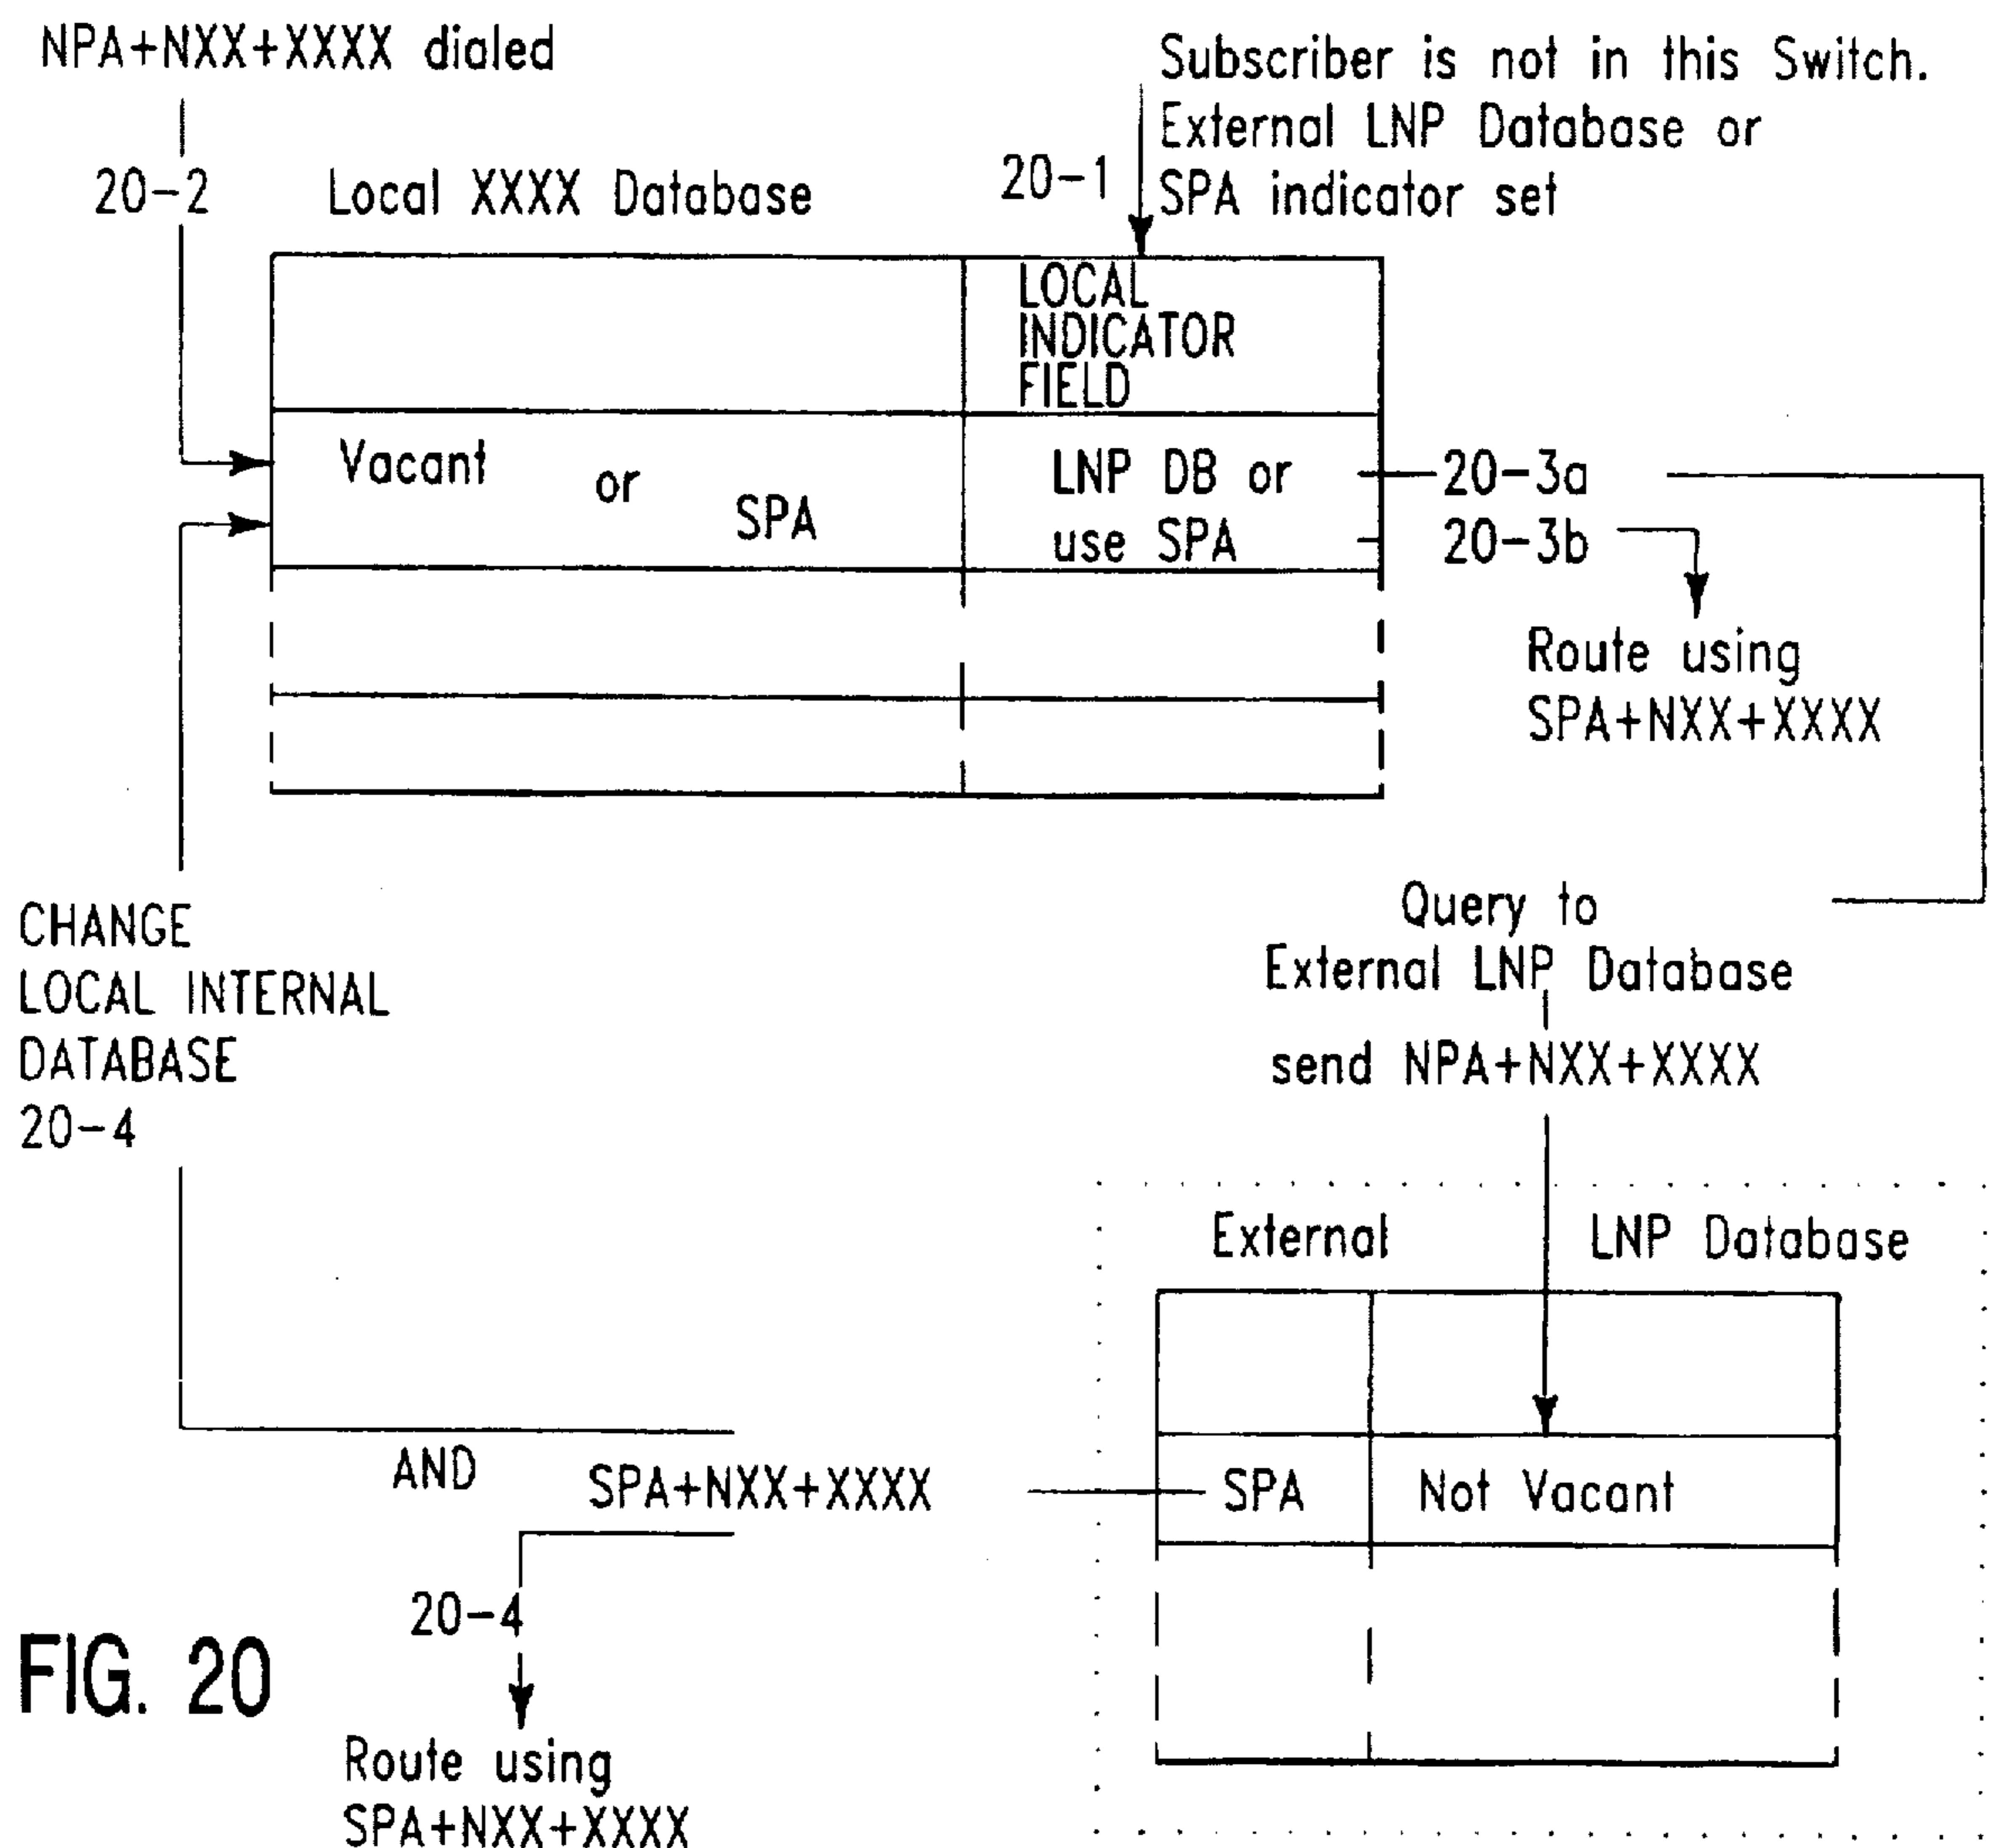 NPA+NXX+XXXX dialed
20-2
Local XXXX Database
20-1
Subscriber is not in this Switch.
External LNP Database or
SPA indicator set
LOCAL
INDICATOR
FIELD
Vacant or SPA
LNP DB or
use SPA
20-3a
20-3b
Route using
SPA+NXX+XXXX
CHANGE
LOCAL INTERNAL
DATABASE
20-4
Query to
External LNP Database
send NPA+NXX+XXXX
External LNP Database
SPA Not Vacant
AND SPA+NXX+XXXX
20-4
Route using
SPA+NXX+XXXX
FIG. 20